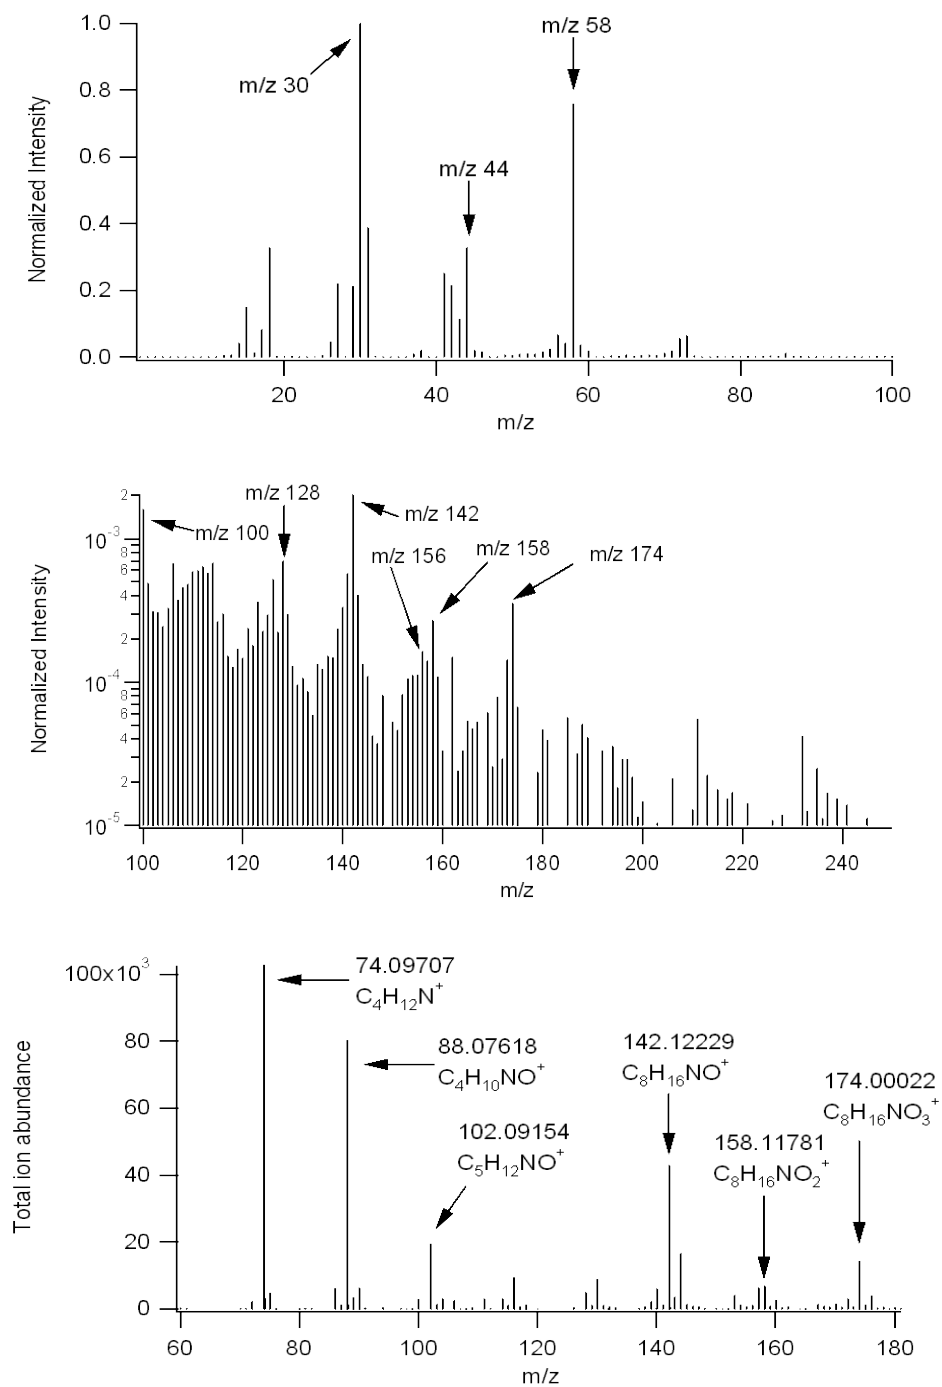 1.0
m/z 58
m/z 30
0.8
Normalized Intensity
0.6
m/z 44
0.4
0.2
0.0
20 40 60 80 100
m/z
2
m/z 128
m/z 142
m/z 100
10⁻³
8
6
4
2
m/z 156
m/z 158
m/z 174
Normalized Intensity
10⁻⁴
8
6
4
2
10⁻⁵
100 120 140 160 180 200 220 240
m/z
100x10³
74.09707
C₄H₁₂N⁺
80
88.07618
C₄H₁₀NO⁺
142.12229
C₈H₁₆NO⁺
174.00022
C₈H₁₆NO₃⁺
60
102.09154
C₅H₁₂NO⁺
158.11781
C₈H₁₆NO₂⁺
Total ion abundance
40
20
0
60 80 100 120 140 160 180
m/z